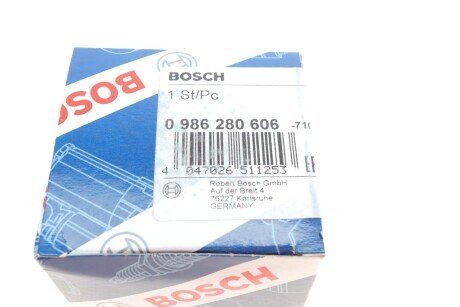 BOSCH
BOSCH
1 St/Pc
0 986 280 606
4 047026 511253
Robert Bosch GmbH
Auf der Breit 4
76227 Karlsruhe
GERMANY
BOSCH